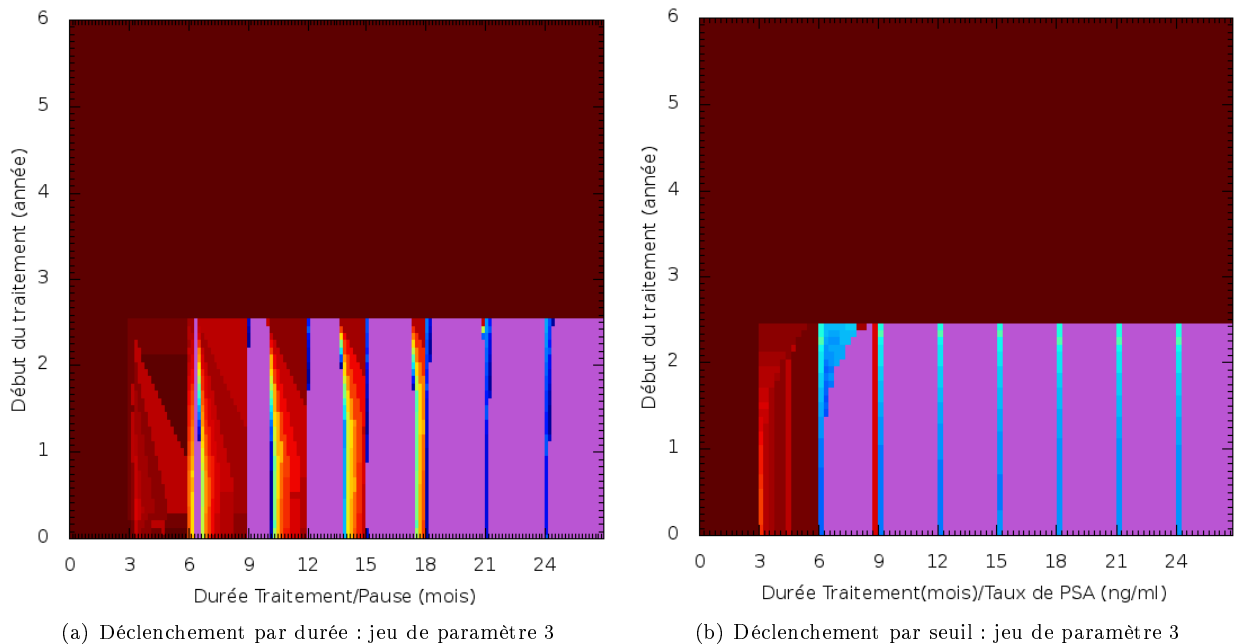 6
5
4
3
2
1
0
0 3 6 9 12 15 18 21 24
Début du traitement (année)
Durée Traitement/Pause (mois)
(a) Déclenchement par durée : jeu de paramètre 3
6
5
4
3
2
1
0
0 3 6 9 12 15 18 21 24
Début du traitement (année)
Durée Traitement(mois)/Taux de PSA (ng/ml)
(b) Déclenchement par seuil : jeu de paramètre 3